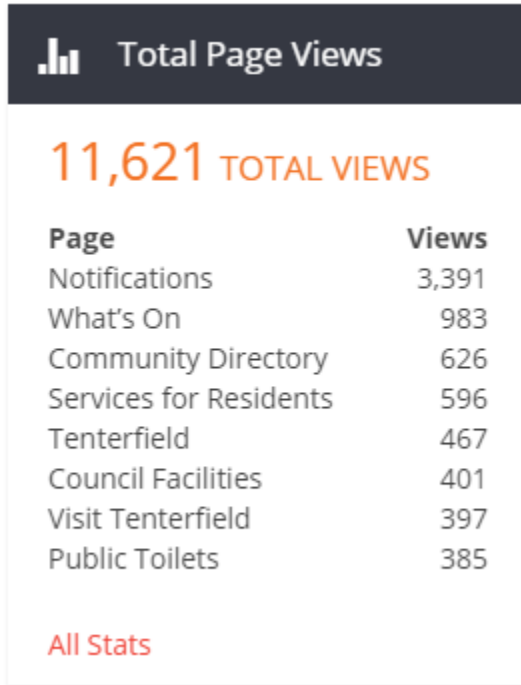 Total Page Views
11,621 TOTAL VIEWS
Page Views
Notifications 3,391
What's On 983
Community Directory 626
Services for Residents 596
Tenterfield 467
Council Facilities 401
Visit Tenterfield 397
Public Toilets 385
All Stats